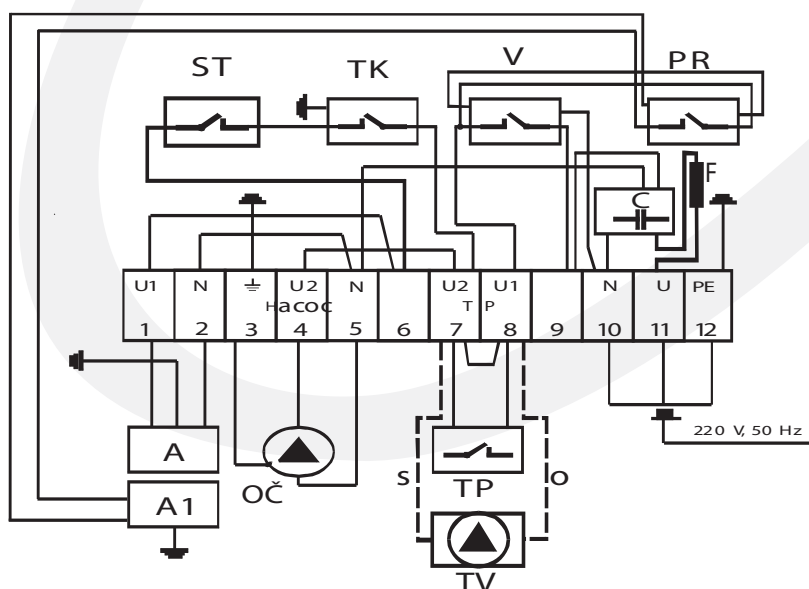 ST TK V PR
F
C
U1 N ⏚ U2 N U2 U1 N U PE
Насос T P
1 2 3 4 5 6 7 8 9 10 11 12
220 V, 50 Hz
A
OČ
S TP O
A1
TV